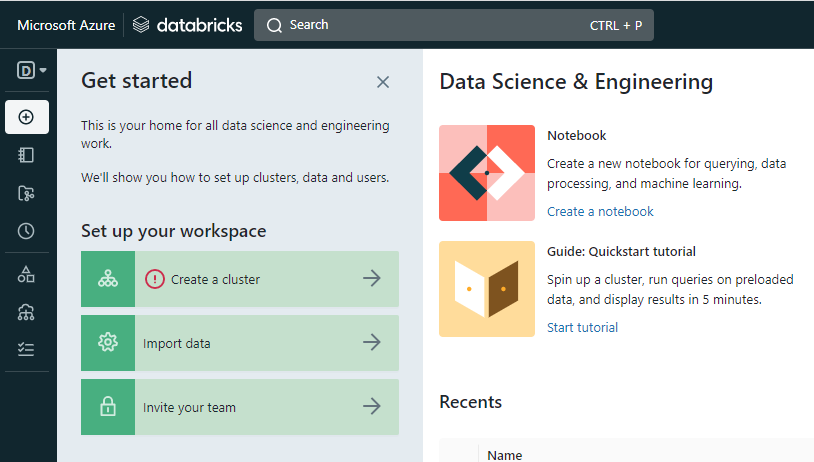 Microsoft Azure
databricks
Search
CTRL + P
D
Get started
This is your home for all data science and engineering
work.
We'll show you how to set up clusters, data and users.
Set up your workspace
Create a cluster
Import data
Invite your team
Data Science & Engineering
Notebook
Create a new notebook for querying, data
processing, and machine learning.
Create a notebook
Guide: Quickstart tutorial
Spin up a cluster, run queries on preloaded
data, and display results in 5 minutes.
Start tutorial
Recents
Name